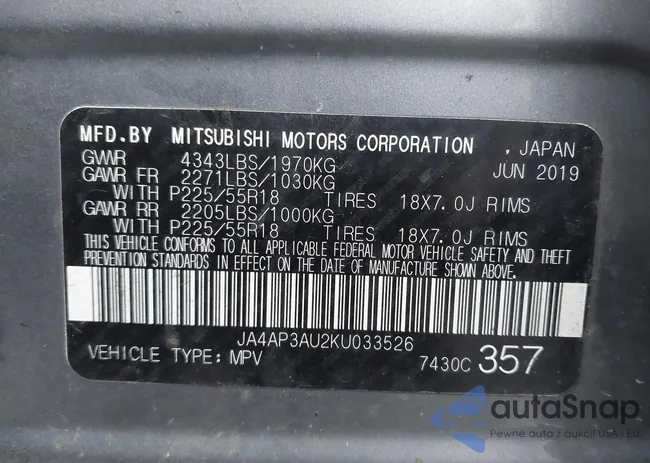 MFD.BY MITSUBISHI MOTORS CORPORATION , JAPAN
GVWR 4343LBS/1970KG JUN 2019
GAWR FR 2271LBS/1030KG
WITH P225/55R18 TIRES 18X7.0J RIMS
GAWR RR 2205LBS/1000KG
WITH P225/55R18 TIRES 18X7.0J RIMS
THIS VEHICLE CONFORMS TO ALL APPLICABLE FEDERAL MOTOR VEHICLE SAFETY AND THEFT
PREVENTION STANDARDS IN EFFECT ON THE DATE OF MANUFACTURE SHOWN ABOVE.
JA4AP3AU2KU033526
VEHICLE TYPE: MPV 7430C 357
autaSnap
Pewne auta z aukcji USA i EU